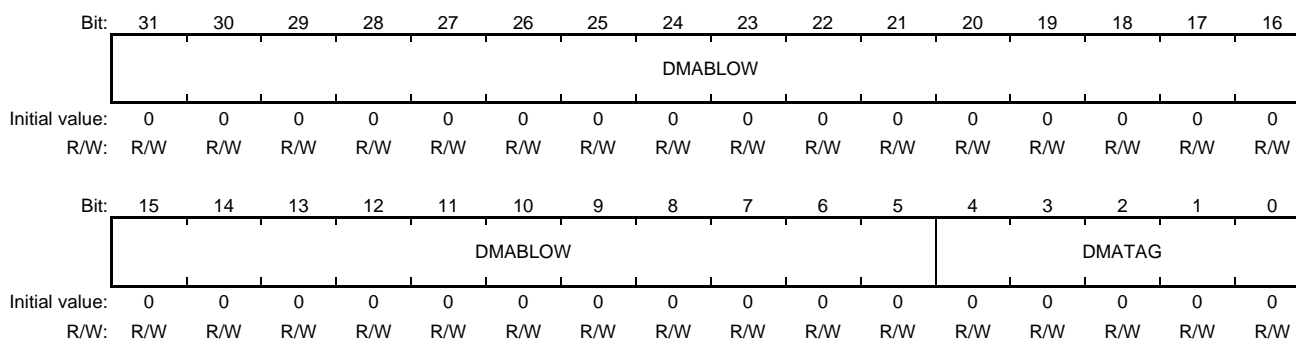 Bit: 31 30 29 28 27 26 25 24 23 22 21 20 19 18 17 16
DMABLOW
Initial value: 0 0 0 0 0 0 0 0 0 0 0 0 0 0 0 0
R/W: R/W R/W R/W R/W R/W R/W R/W R/W R/W R/W R/W R/W R/W R/W R/W R/W
Bit: 15 14 13 12 11 10 9 8 7 6 5 4 3 2 1 0
DMABLOW DMATAG
Initial value: 0 0 0 0 0 0 0 0 0 0 0 0 0 0 0 0
R/W: R/W R/W R/W R/W R/W R/W R/W R/W R/W R/W R/W R/W R/W R/W R/W R/W